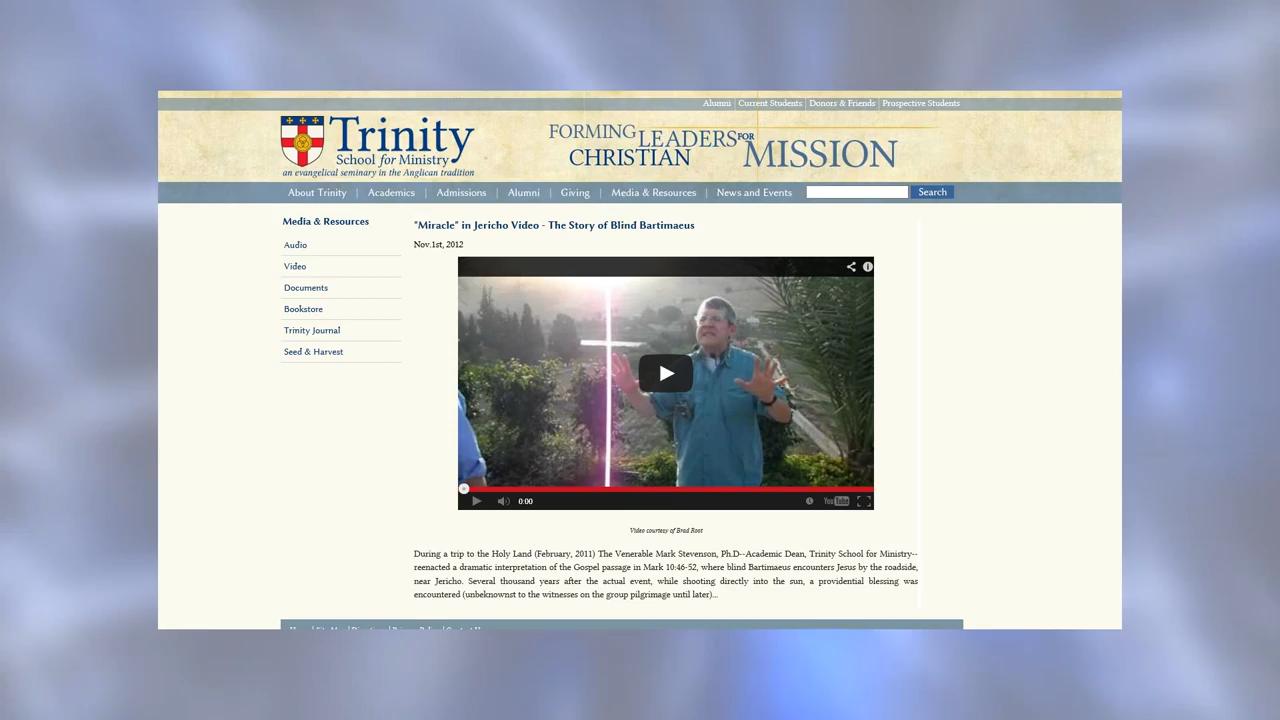 Alumni | Current Students | Donors & Friends | Prospective Students
Trinity
School for Ministry
an evangelical seminary in the Anglican tradition
FORMING LEADERS FOR
CHRISTIAN MISSION
About Trinity | Academics | Admissions | Alumni | Giving | Media & Resources | News and Events Search
Media & Resources
Audio
Video
Documents
Bookstore
Trinity Journal
Seed & Harvest
"Miracle" in Jericho Video - The Story of Blind Bartimaeus
Nov.1st, 2012
0:00 YouTube
Video courtesy of Brad Root
During a trip to the Holy Land (February, 2011) The Venerable Mark Stevenson, Ph.D--Academic Dean, Trinity School for Ministry--
reenacted a dramatic interpretation of the Gospel passage in Mark 10:46-52, where blind Bartimaeus encounters Jesus by the roadside,
near Jericho. Several thousand years after the actual event, while shooting directly into the sun, a providential blessing was
encountered (unbeknownst to the witnesses on the group pilgrimage until later)...